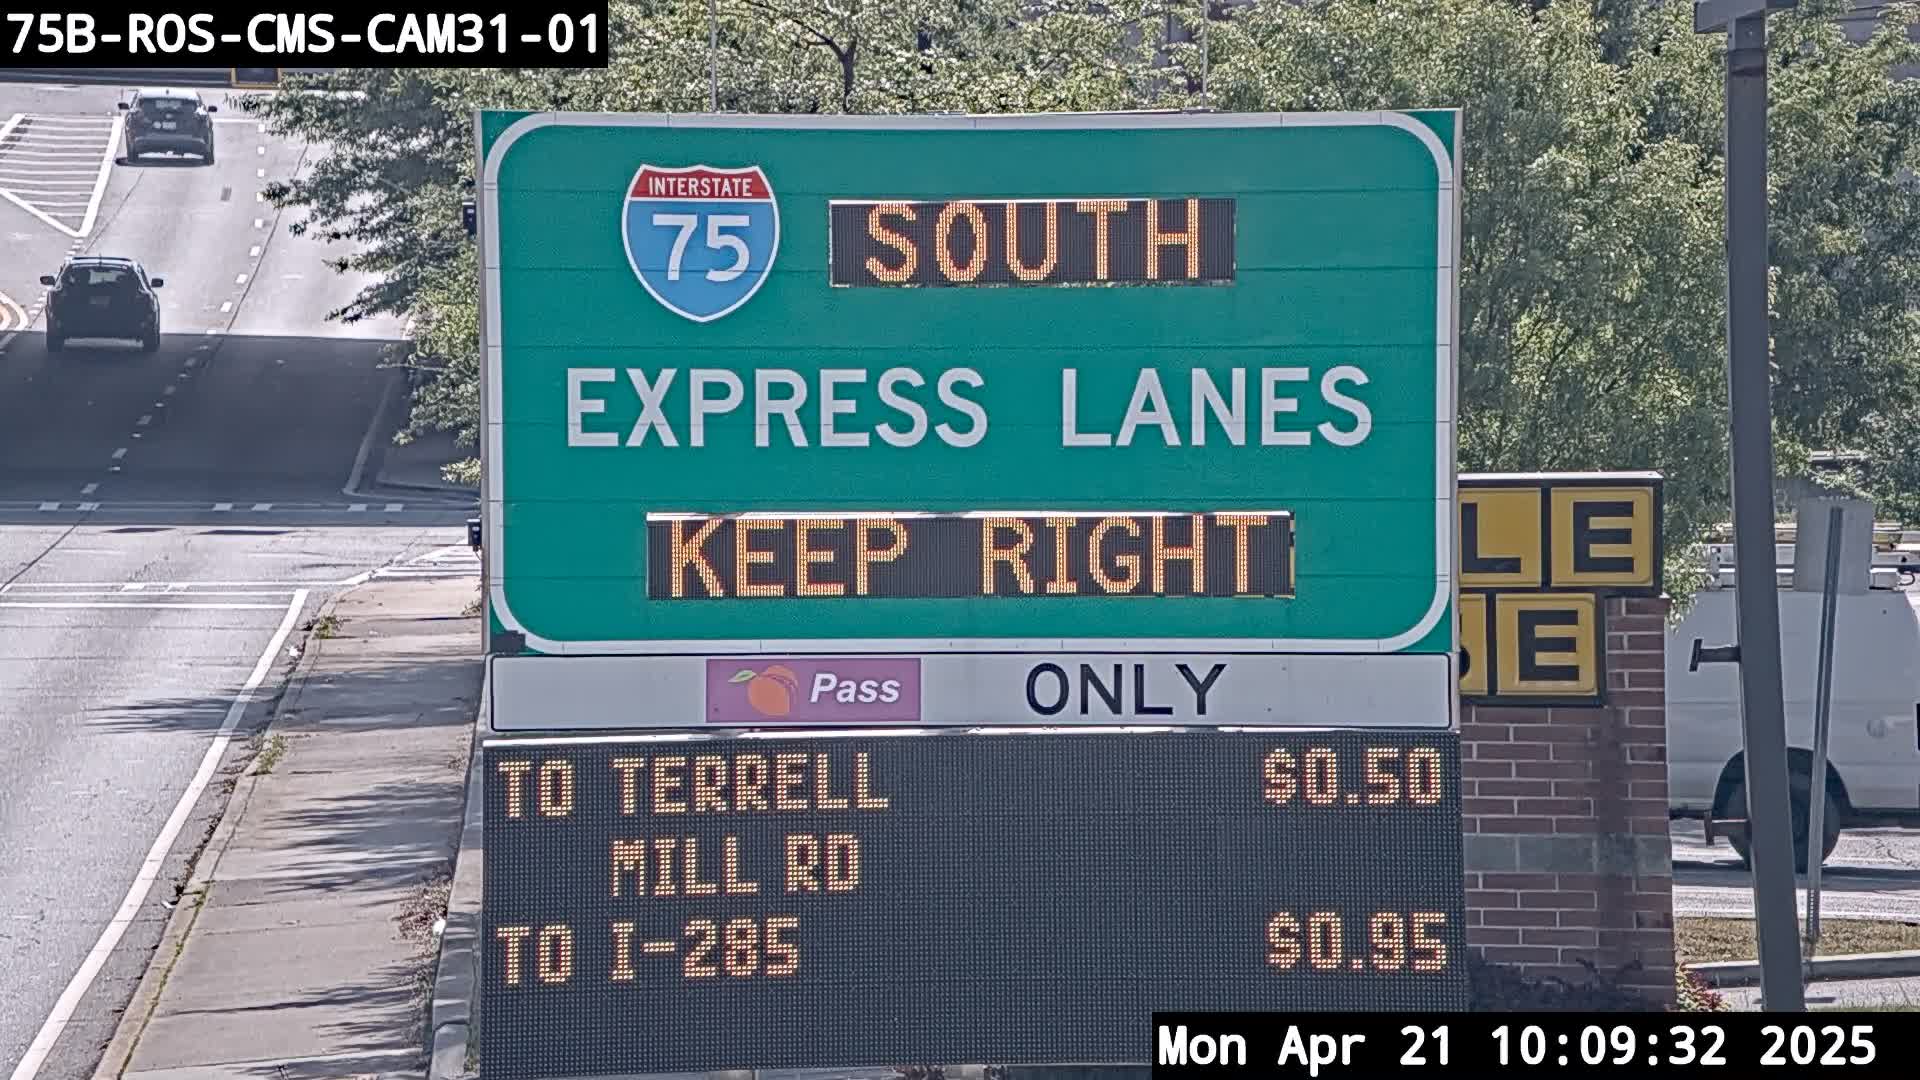 75B-ROS-CMS-CAM31-01
INTERSTATE
75
SOUTH
EXPRESS LANES
KEEP RIGHT
Pass ONLY
TO TERRELL $0.50
MILL RD
TO I-285 $0.95
LE
E
Mon Apr 21 10:09:32 2025